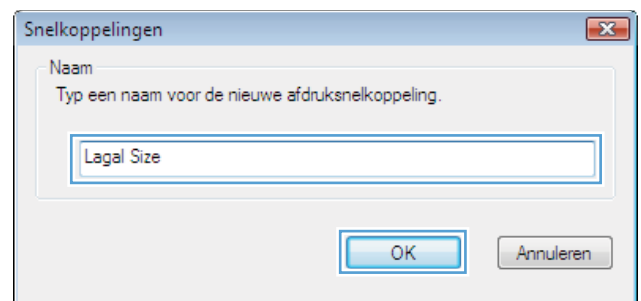 Snelkoppelingen
Naam
Typ een naam voor de nieuwe afdruksnelkoppeling.
Lagal Size
OK
Annuleren